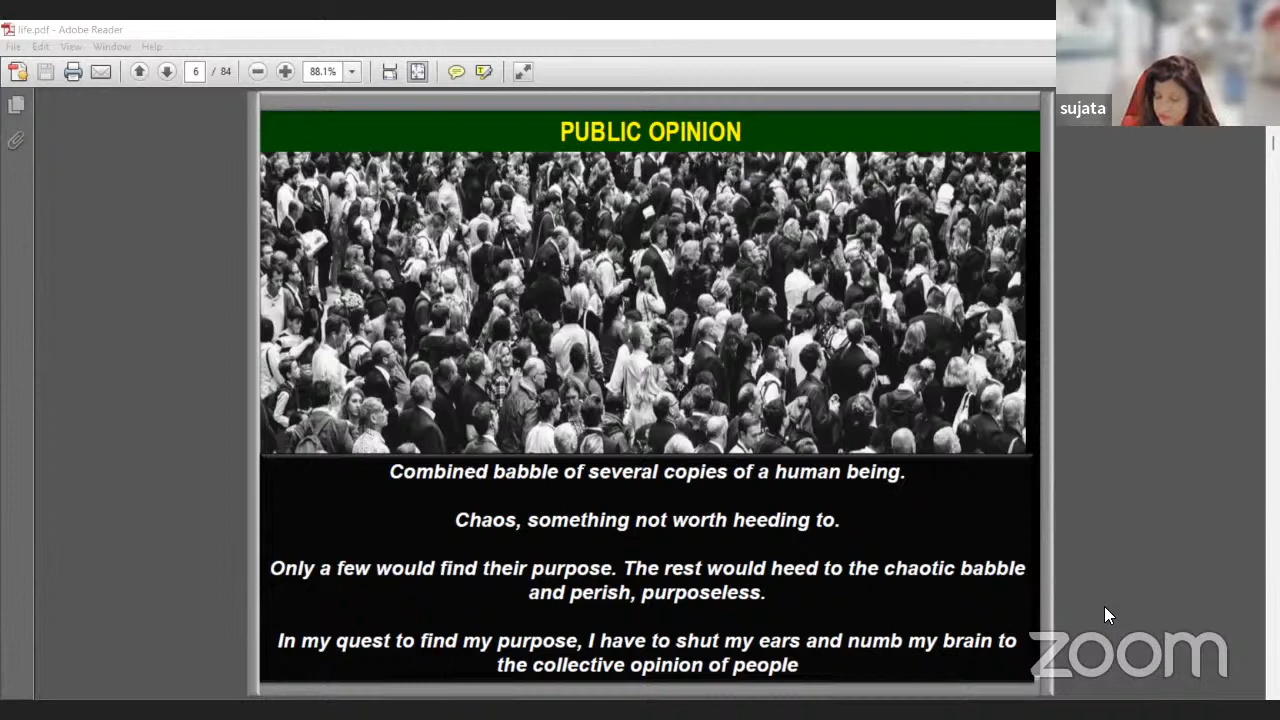 life.pdf - Adobe Reader
File Edit View Window Help
6 / 84 88.1%
sujata
PUBLIC OPINION
Combined babble of several copies of a human being.
Chaos, something not worth heeding to.
Only a few would find their purpose. The rest would heed to the chaotic babble
and perish, purposeless.
In my quest to find my purpose, I have to shut my ears and numb my brain to
the collective opinion of people
zoom